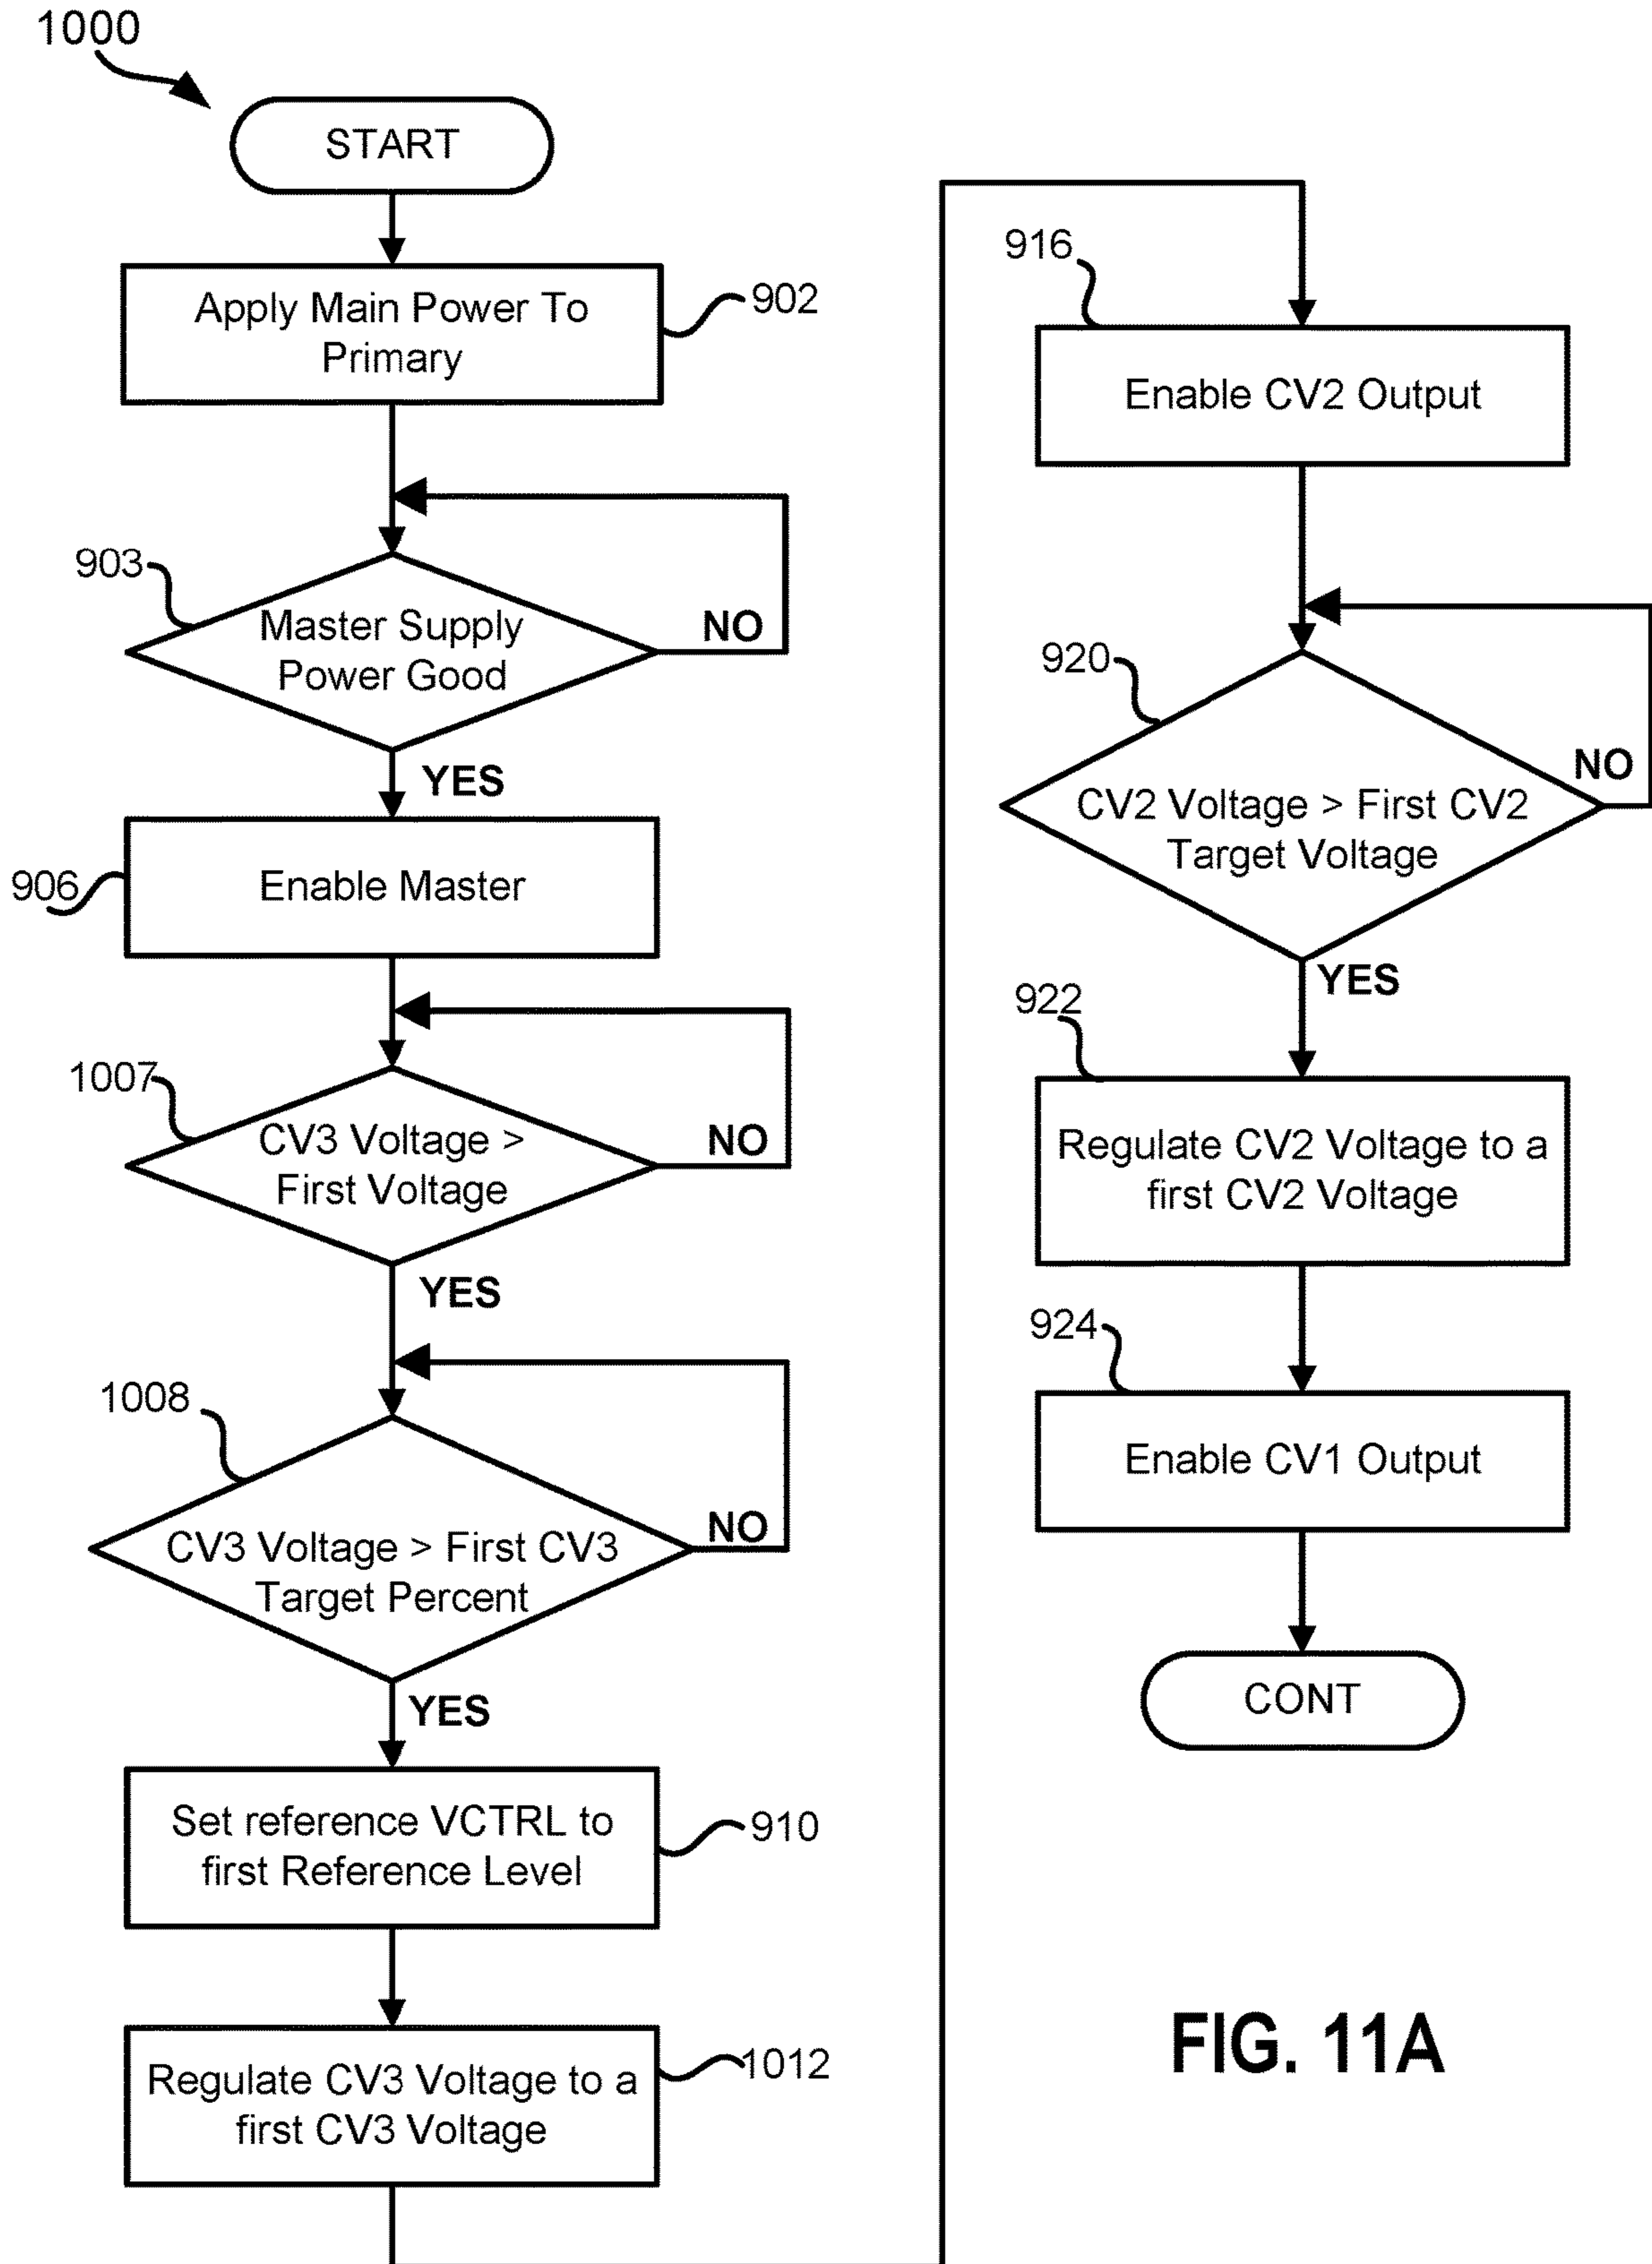 1000
START
Apply Main Power To
Primary
902
903
Master Supply
Power Good
NO
YES
906
Enable Master
1007
CV3 Voltage >
First Voltage
NO
YES
1008
CV3 Voltage > First CV3
Target Percent
NO
YES
Set reference VCTRL to
first Reference Level
910
Regulate CV3 Voltage to a
first CV3 Voltage
1012
916
Enable CV2 Output
920
CV2 Voltage > First CV2
Target Voltage
NO
YES
922
Regulate CV2 Voltage to a
first CV2 Voltage
924
Enable CV1 Output
CONT
FIG. 11A